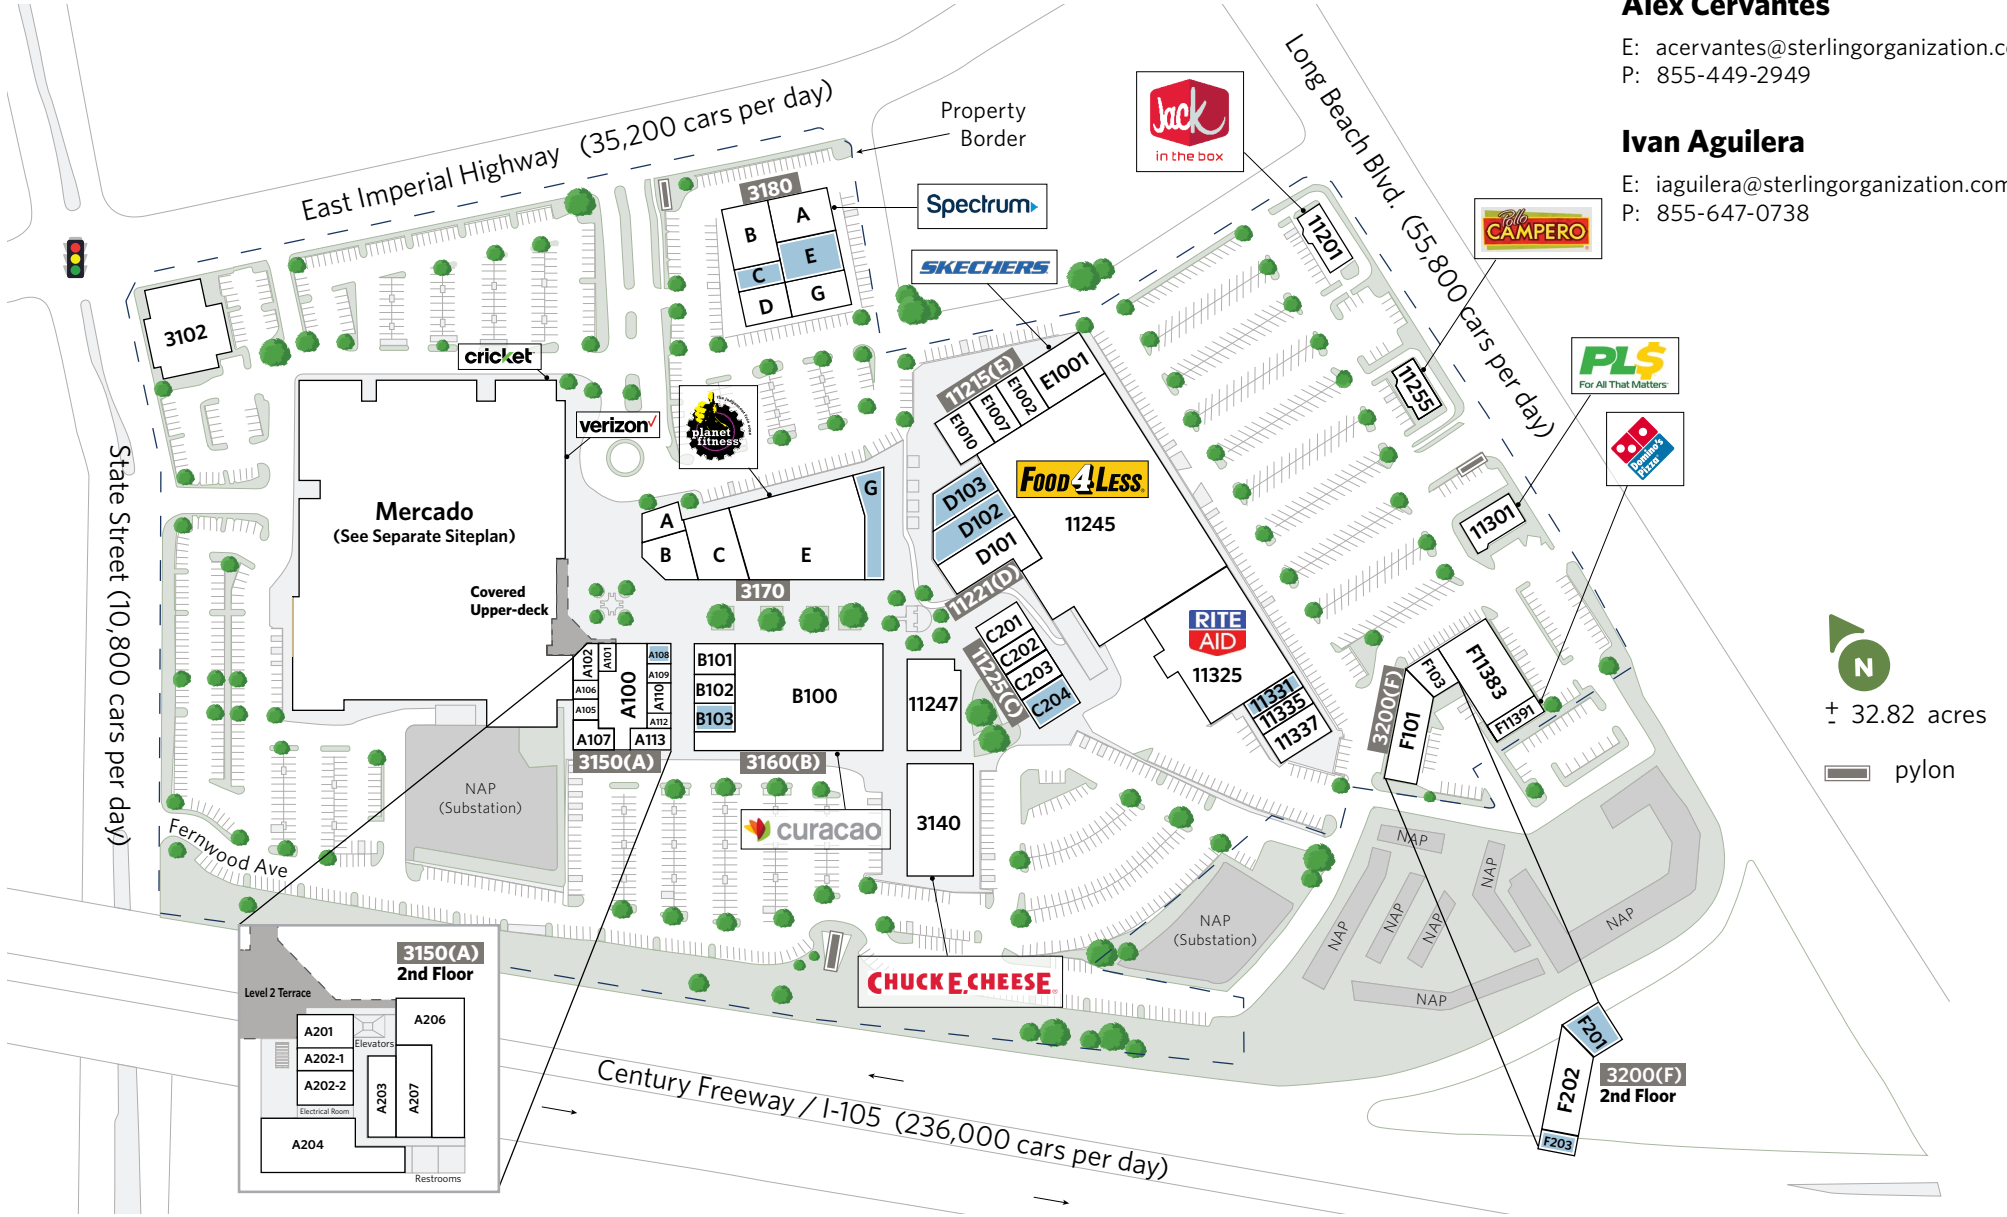 Alex Cervantes
E: acervantes@sterlingorganization.co
P: 855-449-2949
Ivan Aguilera
E: iaguilera@sterlingorganization.com
P: 855-647-0738
East Imperial Highway (35,200 cars per day)
Property
Border
Long Beach Blvd. (55,800 cars per day)
State Street (10,800 cars per day)
Fernwood Ave
Century Freeway / I-105 (236,000 cars per day)
Jack
in the box
Spectrum
SKECHERS
Pollo
CAMPERO
PL$
For All That Matters
Domino's
Pizza
cricket
verizon
planet
fitness
3180
A
B
C
E
D
G
3102
Mercado
(See Separate Siteplan)
Covered
Upper-deck
A
B
C
E
G
3170
11215(E)
E1001
E1002
E1007
E1010
FOOD 4 LESS
11245
D103
D102
D101
11221(D)
11201
11255
11301
RITE
AID
11325
11331
11335
11337
C201
C202
C203
C204
11225(C)
3200(F)
F101
F103
F11383
F11391
A102
A101
A106
A105
A107
A100
A108
A109
A110
A112
A113
3150(A)
B101
B102
B103
B100
3160(B)
11247
3140
curacao
CHUCK E. CHEESE
NAP
(Substation)
NAP
(Substation)
NAP
NAP
NAP
NAP
NAP
NAP
NAP
N
± 32.82 acres
pylon
3150(A)
2nd Floor
Level 2 Terrace
A201
A202-1
A202-2
Electrical Room
Elevators
A203
A207
A206
A204
Restrooms
F201
F202
F203
3200(F)
2nd Floor